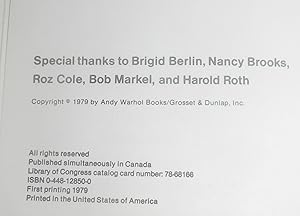 Special thanks to Brigid Berlin, Nancy Brooks,
Roz Cole, Bob Markel, and Harold Roth
Copyright © 1979 by Andy Warhol Books/Grosset & Dunlap, Inc.
All rights reserved
Published simultaneously in Canada
Library of Congress catalog card number: 78-68166
ISBN 0-448-12850-0
First printing 1979
Printed in the United States of America